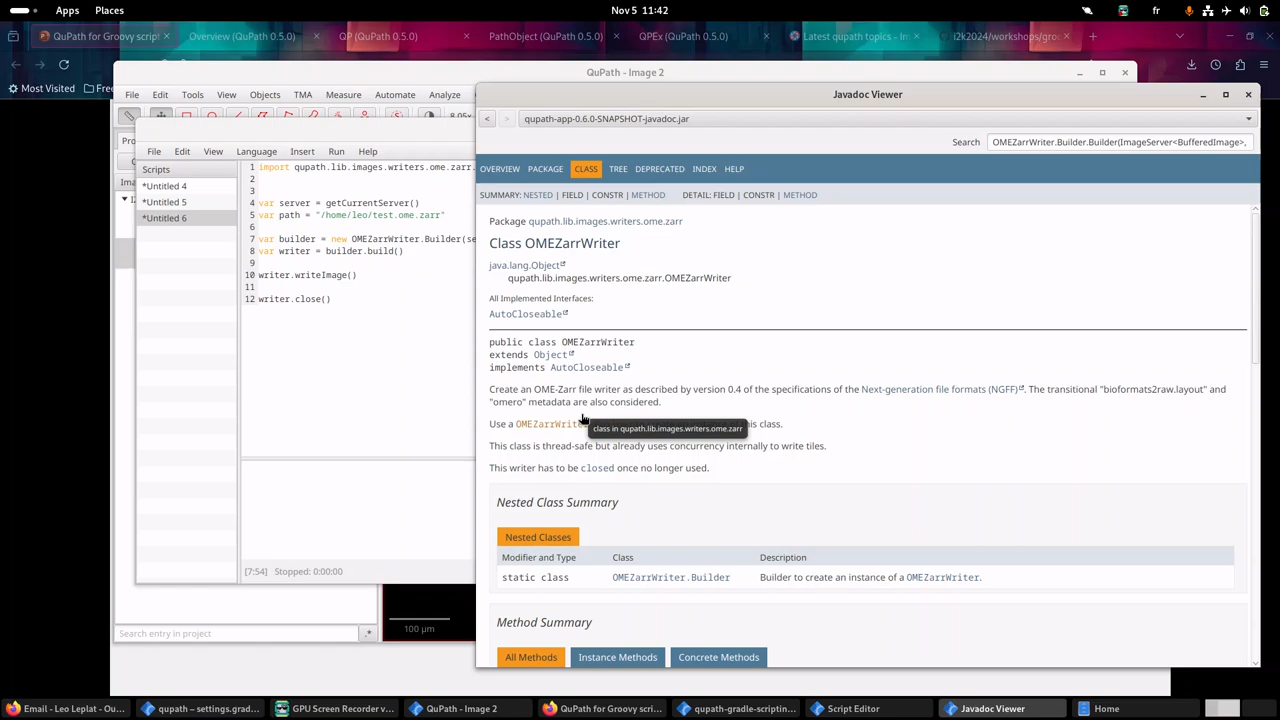 Apps Places Nov 5 11:42 fr
QuPath for Groovy script Overview (QuPath 0.5.0) QP (QuPath 0.5.0) PathObject (QuPath 0.5.0) QPEx (QuPath 0.5.0) Latest qupath topics - i2k2024/workshops/
Most Visited
QuPath - Image 2
File Edit Tools View Objects TMA Measure Automate Analyze
8.05x
File Edit View Language Insert Run Help
Scripts
*Untitled 4
*Untitled 5
*Untitled 6
1 import qupath.lib.images.writers.ome.zarr.
2
3
4 var server = getCurrentServer()
5 var path = "/home/leo/test.ome.zarr"
6
7 var builder = new OMEZarrWriter.Builder(se
8 var writer = builder.build()
9
10 writer.writeImage()
11
12 writer.close()
[7:54] Stopped: 0:00:00
Search entry in project .*
100 µm
Javadoc Viewer
< > qupath-app-0.6.0-SNAPSHOT-javadoc.jar
Search OMEZarrWriter.Builder.Builder(ImageServer<BufferedImage>,
OVERVIEW PACKAGE CLASS TREE DEPRECATED INDEX HELP
SUMMARY: NESTED | FIELD | CONSTR | METHOD DETAIL: FIELD | CONSTR | METHOD
Package qupath.lib.images.writers.ome.zarr
Class OMEZarrWriter
java.lang.Object
qupath.lib.images.writers.ome.zarr.OMEZarrWriter
All Implemented Interfaces:
AutoCloseable
public class OMEZarrWriter
extends Object
implements AutoCloseable
Create an OME-Zarr file writer as described by version 0.4 of the specifications of the Next-generation file formats (NGFF). The transitional "bioformats2raw.layout" and
"omero" metadata are also considered.
Use a OMEZarrWrite this class.
class in qupath.lib.images.writers.ome.zarr
This class is thread-safe but already uses concurrency internally to write tiles.
This writer has to be closed once no longer used.
Nested Class Summary
Nested Classes
Modifier and Type Class Description
static class OMEZarrWriter.Builder Builder to create an instance of a OMEZarrWriter.
Method Summary
All Methods Instance Methods Concrete Methods
Email - Leo Leplat - Ou... qupath – settings.grad... GPU Screen Recorder v... QuPath - Image 2 QuPath for Groovy scri... qupath-gradle-scriptin... Script Editor Javadoc Viewer Home